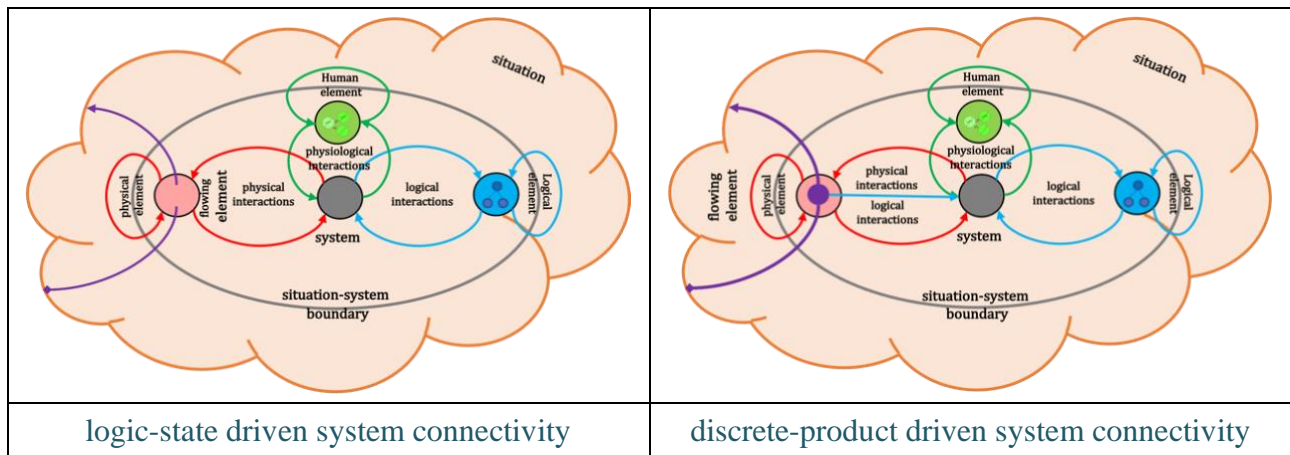 situation
Human
element
physiological
interactions
physical
element
flowing
element
physical
interactions
logical
interactions
Logical
element
system
situation-system
boundary
logic-state driven system connectivity
situation
Human
element
physiological
interactions
flowing
element
physical
element
physical
interactions
logical
interactions
logical
interactions
Logical
element
system
situation-system
boundary
discrete-product driven system connectivity